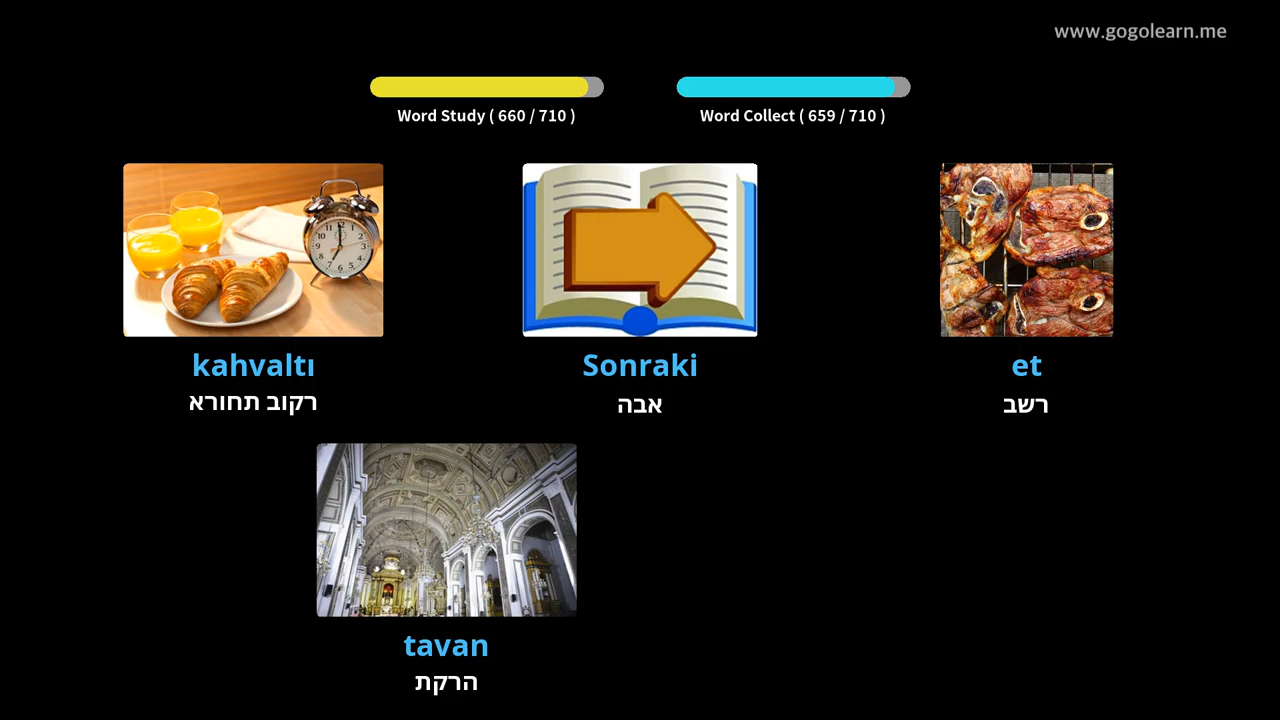 www.gogolearn.me
Word Study ( 660 / 710 )
Word Collect ( 659 / 710 )
kahvaltı
רקוב תחורא
Sonraki
אבה
et
רשב
tavan
הרקת